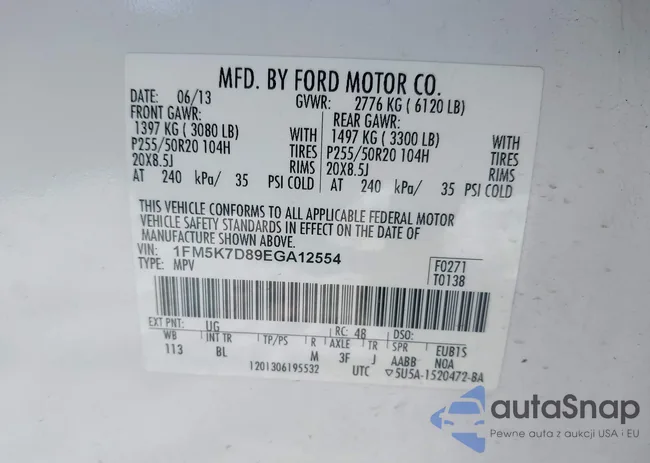 MFD. BY FORD MOTOR CO.
DATE: 06/13 GVWR: 2776 KG ( 6120 LB)
FRONT GAWR: REAR GAWR:
1397 KG ( 3080 LB) WITH 1497 KG ( 3300 LB) WITH
P255/50R20 104H TIRES P255/50R20 104H TIRES
20X8.5J RIMS 20X8.5J RIMS
AT 240 kPa/ 35 PSI COLD AT 240 kPa/ 35 PSI COLD
THIS VEHICLE CONFORMS TO ALL APPLICABLE FEDERAL MOTOR
VEHICLE SAFETY STANDARDS IN EFFECT ON THE DATE OF
MANUFACTURE SHOWN ABOVE.
VIN: 1FM5K7D89EGA12554
TYPE: MPV
F0271
T0138
EXT PNT: UG RC: 48 DSO:
WB INT TR TP/PS R AXLE TR SPR EUB1S
113 BL M 3F J AABB N0A
1201306195532 UTC ▽5U5A-1520472-BA
autaSnap
Pewne auta z aukcji USA i EU